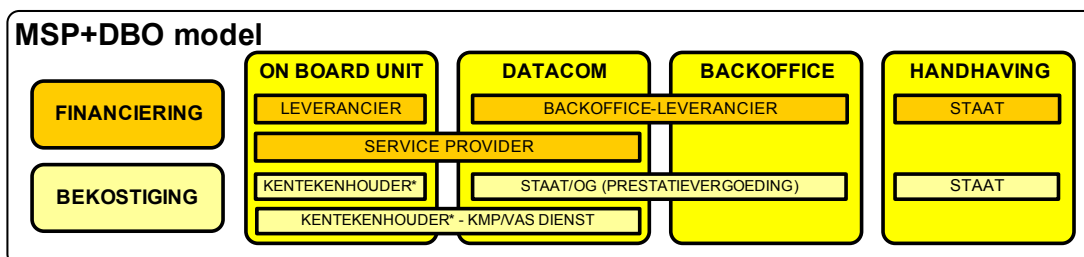 MSP+DBO model
ON BOARD UNIT
DATACOM
BACKOFFICE
HANDHAVING
FINANCIERING
LEVERANCIER
BACKOFFICE-LEVERANCIER
STAAT
SERVICE PROVIDER
BEKOSTIGING
KENTEKENHOUDER*
STAAT/OG (PRESTATIEVERGOEDING)
STAAT
KENTEKENHOUDER* - KMP/VAS DIENST